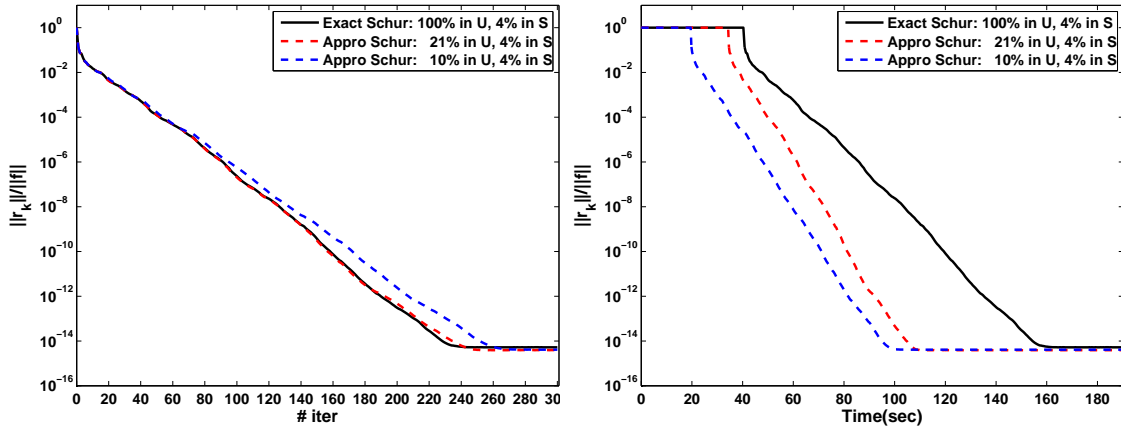 Exact Schur: 100% in U, 4% in S
Appro Schur: 21% in U, 4% in S
Appro Schur: 10% in U, 4% in S
10^0
10^-2
10^-4
10^-6
10^-8
10^-10
10^-12
10^-14
10^-16
||r_k||/||f||
0 20 40 60 80 100 120 140 160 180 200 220 240 260 280 301
# iter
Exact Schur: 100% in U, 4% in S
Appro Schur: 21% in U, 4% in S
Appro Schur: 10% in U, 4% in S
10^0
10^-2
10^-4
10^-6
10^-8
10^-10
10^-12
10^-14
10^-16
||r_k||/||f||
0 20 40 60 80 100 120 140 160 180
Time(sec)